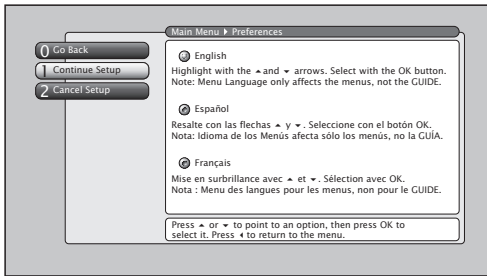 Main Menu ▶ Preferences
0 Go Back
1 Continue Setup
2 Cancel Setup
English
Highlight with the ▲ and ▼ arrows. Select with the OK button.
Note: Menu Language only affects the menus, not the GUIDE.
Español
Resalte con las flechas ▲ y ▼. Seleccione con el botón OK.
Nota: Idioma de los Menús afecta sólo los menús, no la GUÍA.
Français
Mise en surbrillance avec ▲ et ▼. Sélection avec OK.
Nota : Menu des langues pour les menus, non pour le GUIDE.
Press ▲ or ▼ to point to an option, then press OK to
select it. Press ◀ to return to the menu.